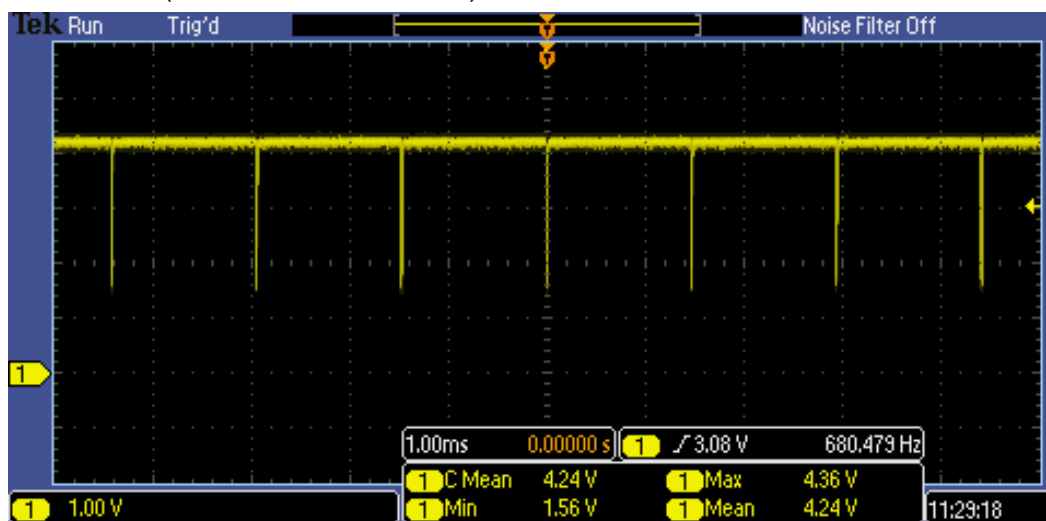 Tek Run Trig'd Noise Filter Off
T
T
1
1.00ms 0.00000 s 1 3.08 V 680.479 Hz
1 C Mean 4.24 V 1 Max 4.36 V
1 1.00 V 1 Min 1.56 V 1 Mean 4.24 V 11:29:18